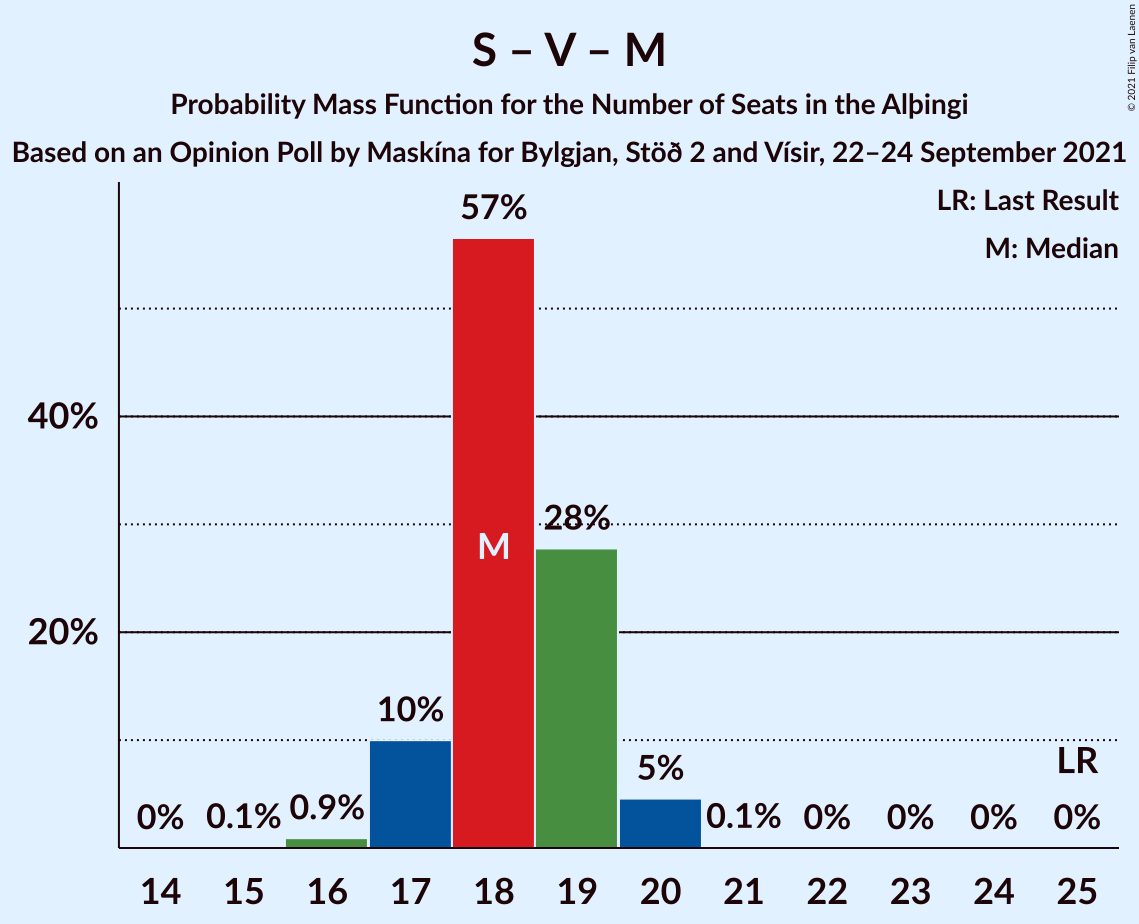 S – V – M
Probability Mass Function for the Number of Seats in the Alþingi
Based on an Opinion Poll by Maskína for Bylgjan, Stöð 2 and Vísir, 22–24 September 2021
© 2021 Filip van Laenen
LR: Last Result
M: Median
57%
40%
28%
M
20%
10%
LR
5%
0% 0.1% 0.9% 0.1% 0% 0% 0% 0%
14 15 16 17 18 19 20 21 22 23 24 25